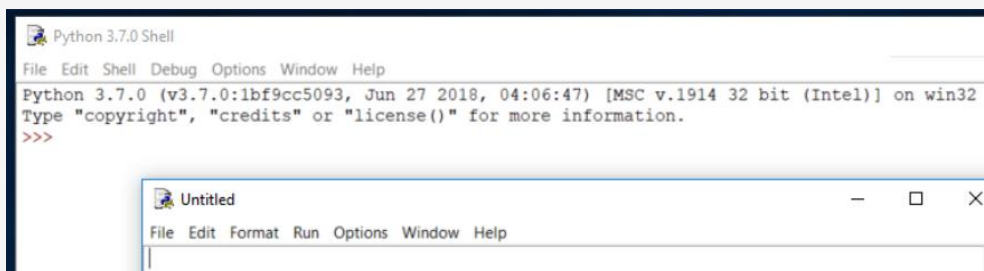 Python 3.7.0 Shell
File Edit Shell Debug Options Window Help
Python 3.7.0 (v3.7.0:1bf9cc5093, Jun 27 2018, 04:06:47) [MSC v.1914 32 bit (Intel)] on win32
Type "copyright", "credits" or "license()" for more information.
>>>
Untitled
File Edit Format Run Options Window Help